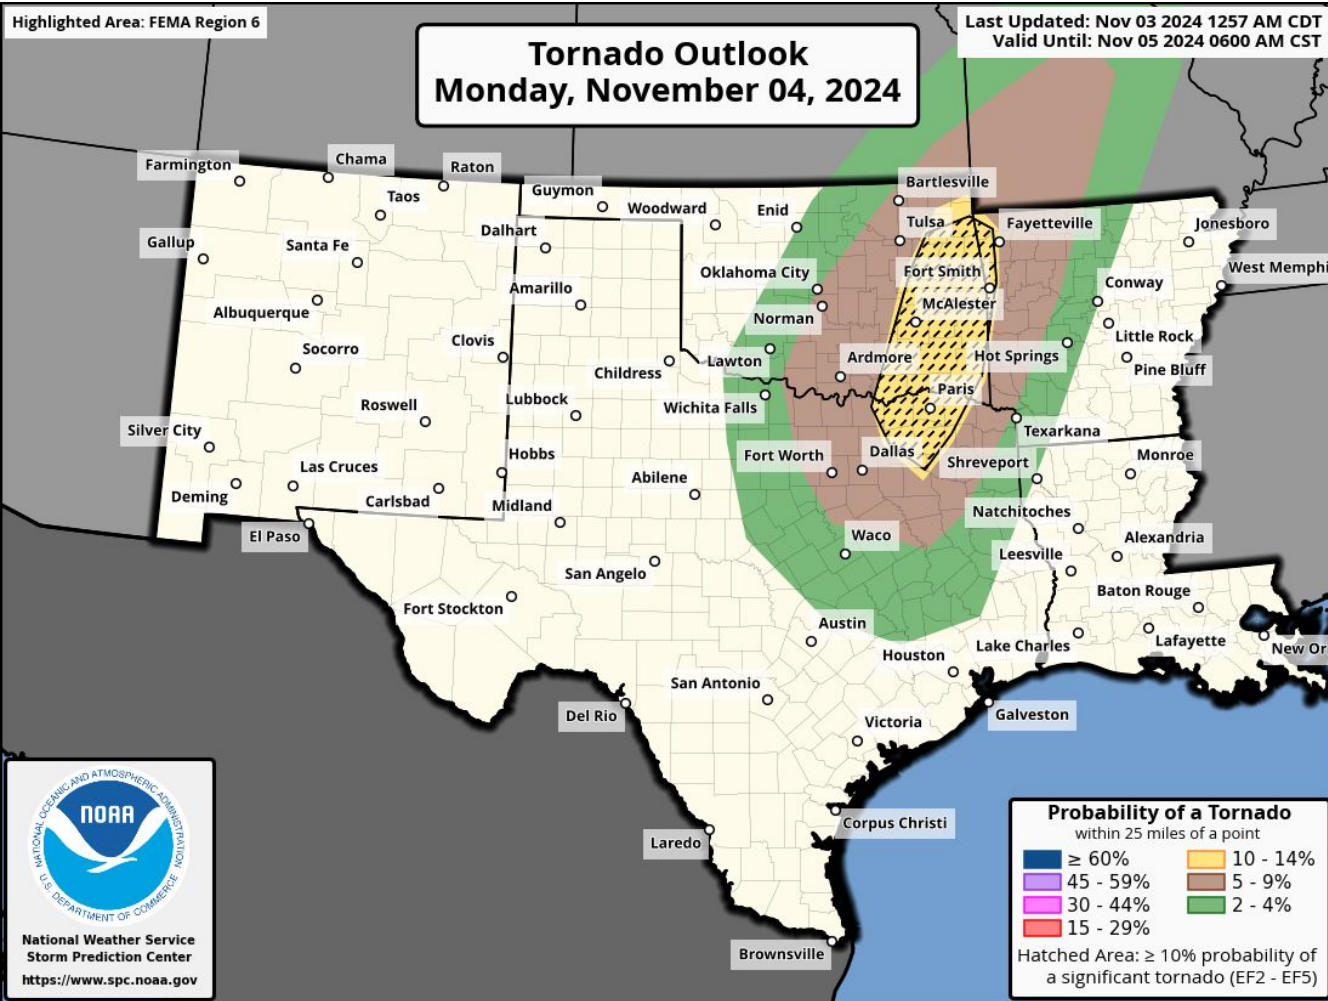 Highlighted Area: FEMA Region 6
Last Updated: Nov 03 2024 1257 AM CDT
Valid Until: Nov 05 2024 0600 AM CST
Tornado Outlook
Monday, November 04, 2024
Farmington
Chama
Raton
Taos
Guymon
Woodward
Enid
Bartlesville
Tulsa
Fayetteville
Jonesboro
Gallup
Santa Fe
Dalhart
Oklahoma City
Fort Smith
West Memphi
Amarillo
McAlester
Conway
Albuquerque
Norman
Little Rock
Socorro
Clovis
Childress
Lawton
Ardmore
Hot Springs
Pine Bluff
Roswell
Lubbock
Wichita Falls
Paris
Texarkana
Silver City
Las Cruces
Hobbs
Fort Worth
Dallas
Shreveport
Monroe
Deming
Carlsbad
Midland
Abilene
Natchitoches
El Paso
Waco
Leesville
Alexandria
San Angelo
Fort Stockton
Baton Rouge
Austin
Lake Charles
Lafayette
New Or
Houston
San Antonio
Del Rio
Victoria
Galveston
Corpus Christi
Laredo
Brownsville
NATIONAL OCEANIC AND ATMOSPHERIC ADMINISTRATION
NOAA
U.S. DEPARTMENT OF COMMERCE
National Weather Service
Storm Prediction Center
https://www.spc.noaa.gov
Probability of a Tornado
within 25 miles of a point
≥ 60%
45 - 59%
30 - 44%
15 - 29%
10 - 14%
5 - 9%
2 - 4%
Hatched Area: ≥ 10% probability of
a significant tornado (EF2 - EF5)